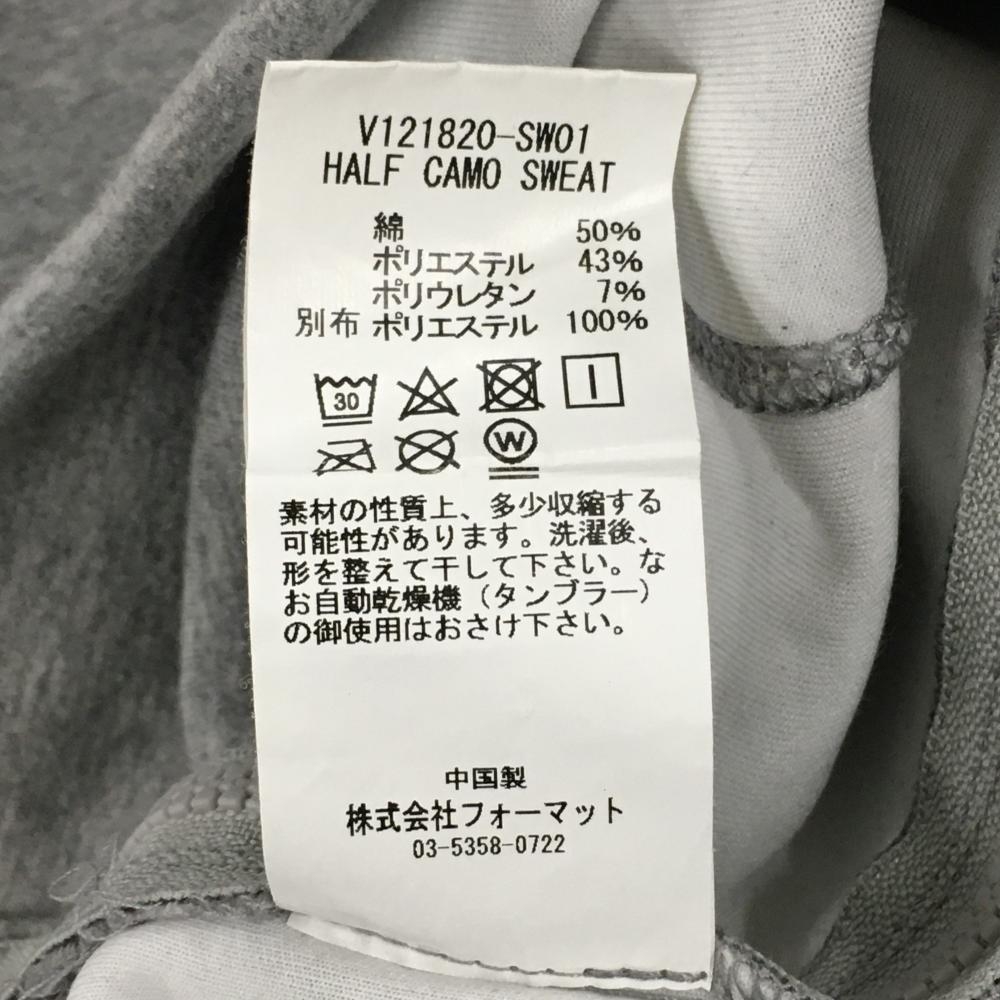 V121820-SW01
HALF CAMO SWEAT
綿 50%
ポリエステル 43%
ポリウレタン 7%
別布 ポリエステル 100%
30
W
素材の性質上、多少収縮する
可能性があります。洗濯後、
形を整えて干して下さい。な
お自動乾燥機（タンブラー）
の御使用はおさけ下さい。
中国製
株式会社フォーマット
03-5358-0722